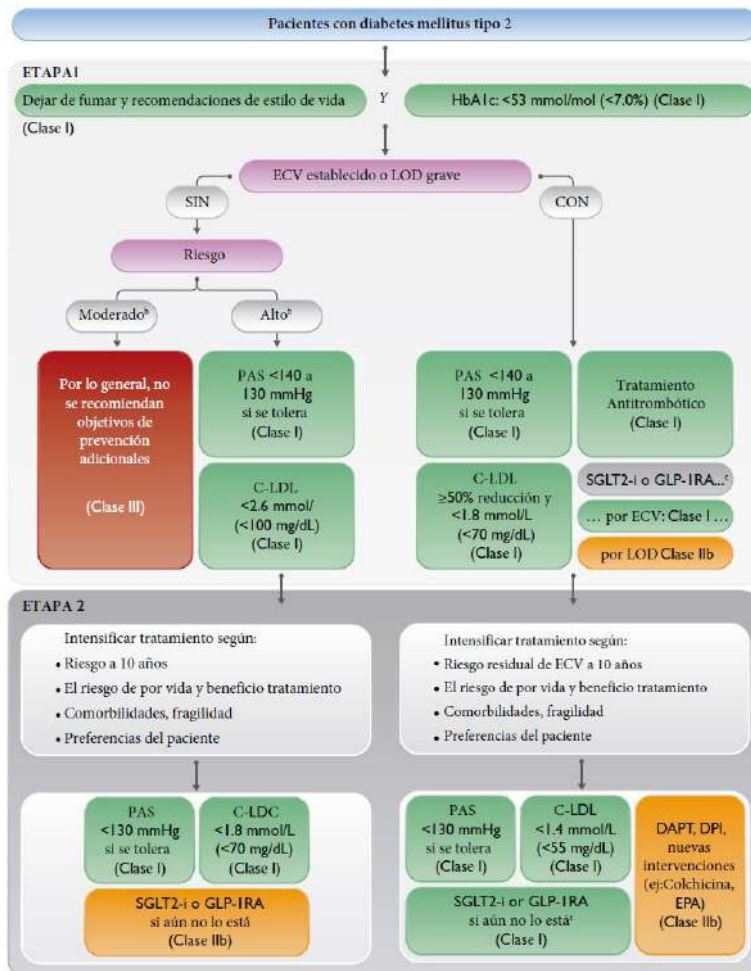 Pacientes con diabetes mellitus tipo 2
ETAPA1
Dejar de fumar y recomendaciones de estilo de vida
(Clase I)
Y
HbA1c: <53 mmol/mol (<7.0%) (Clase I)
ECV establecido o LOD grave
SIN
CON
Riesgo
Moderadoᵇ
Altoᵇ
Por lo general, no
se recomiendan
objetivos de
prevención
adicionales
(Clase III)
PAS <140 a
130 mmHg
si se tolera
(Clase I)
C-LDL
<2.6 mmol/
(<100 mg/dL)
(Clase I)
PAS <140 a
130 mmHg
si se tolera
(Clase I)
C-LDL
≥50% reducción y
<1.8 mmol/L
(<70 mg/dL)
(Clase I)
Tratamiento
Antitrombótico
(Clase I)
SGLT2-i o GLP-1RA...ᶜ
... por ECV: Clase I ...
por LOD Clase IIb
ETAPA 2
Intensificar tratamiento según:
• Riesgo a 10 años
• El riesgo de por vida y beneficio tratamiento
• Comorbilidades, fragilidad
• Preferencias del paciente
Intensificar tratamiento según:
• Riesgo residual de ECV a 10 años
• El riesgo de por vida y beneficio tratamiento
• Comorbilidades, fragilidad
• Preferencias del paciente
PAS
<130 mmHg
si se tolera
(Clase I)
C-LDC
<1.8 mmol/L
(<70 mg/dL)
(Clase I)
SGLT2-i o GLP-1RA
si aún no lo está
(Clase IIb)
PAS
<130 mmHg
si se tolera
(Clase I)
C-LDL
<1.4 mmol/L
(<55 mg/dL)
(Clase I)
SGLT2-i or GLP-1RA
si aún no lo está
(Clase I)
DAPT, DPI,
nuevas
intervenciones
(ej:Colchicina,
EPA)
(Clase IIb)